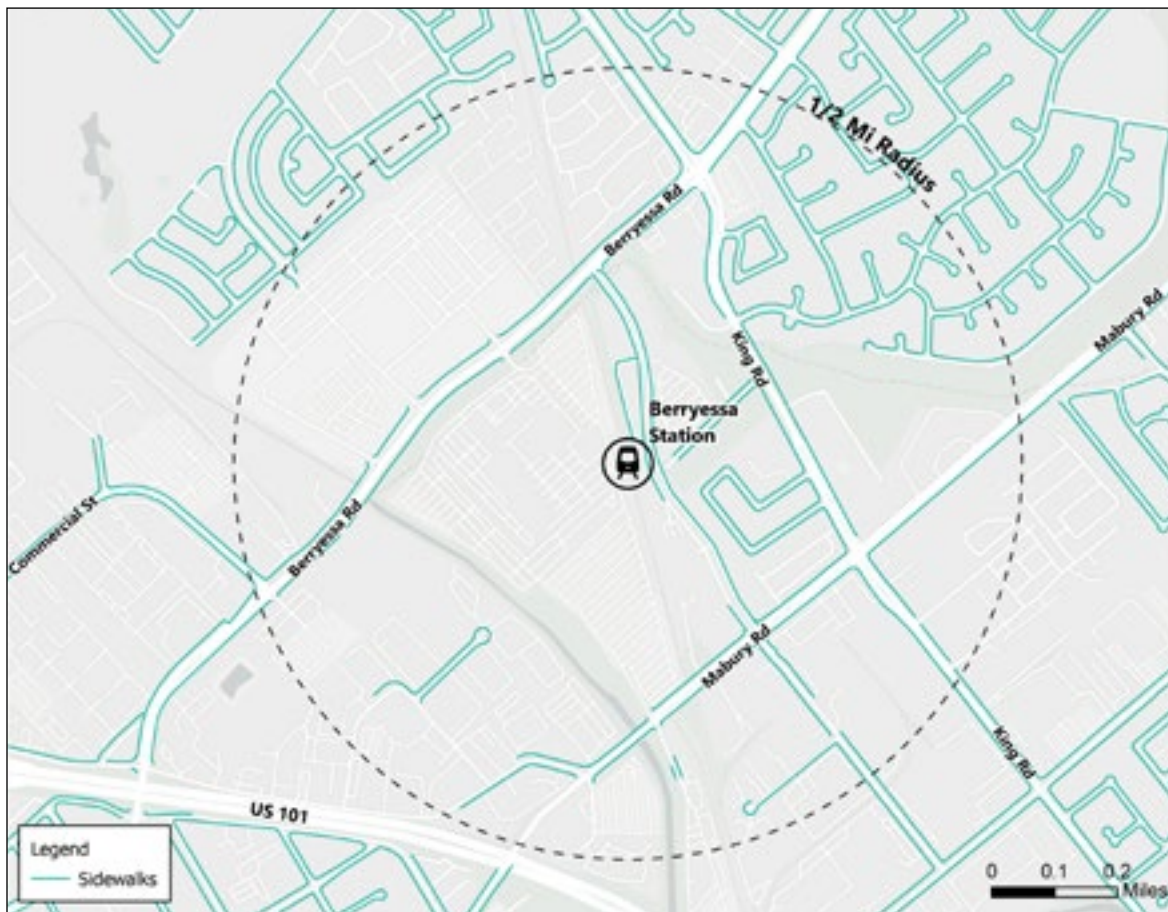 1/2 Mi Radius
Berryessa Rd
Mabury Rd
King Rd
Berryessa
Station
Commercial St
Berryessa Rd
Mabury Rd
King Rd
US 101
Legend
Sidewalks
0 0.1 0.2
Miles